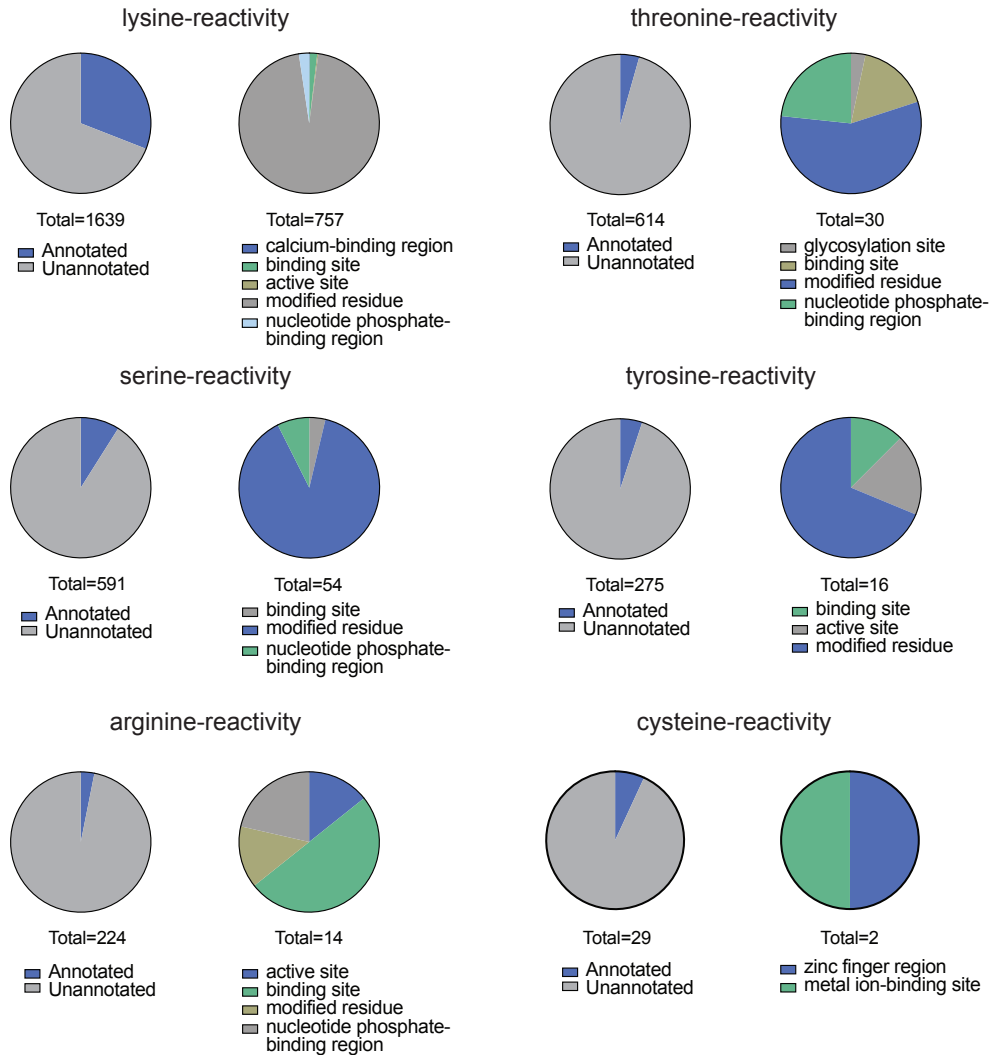 lysine-reactivity
Total=1639
Annotated
Unannotated
Total=757
calcium-binding region
binding site
active site
modified residue
nucleotide phosphate-
binding region
threonine-reactivity
Total=614
Annotated
Unannotated
Total=30
glycosylation site
binding site
modified residue
nucleotide phosphate-
binding region
serine-reactivity
Total=591
Annotated
Unannotated
Total=54
binding site
modified residue
nucleotide phosphate-
binding region
tyrosine-reactivity
Total=275
Annotated
Unannotated
Total=16
binding site
active site
modified residue
arginine-reactivity
Total=224
Annotated
Unannotated
Total=14
active site
binding site
modified residue
nucleotide phosphate-
binding region
cysteine-reactivity
Total=29
Annotated
Unannotated
Total=2
zinc finger region
metal ion-binding site